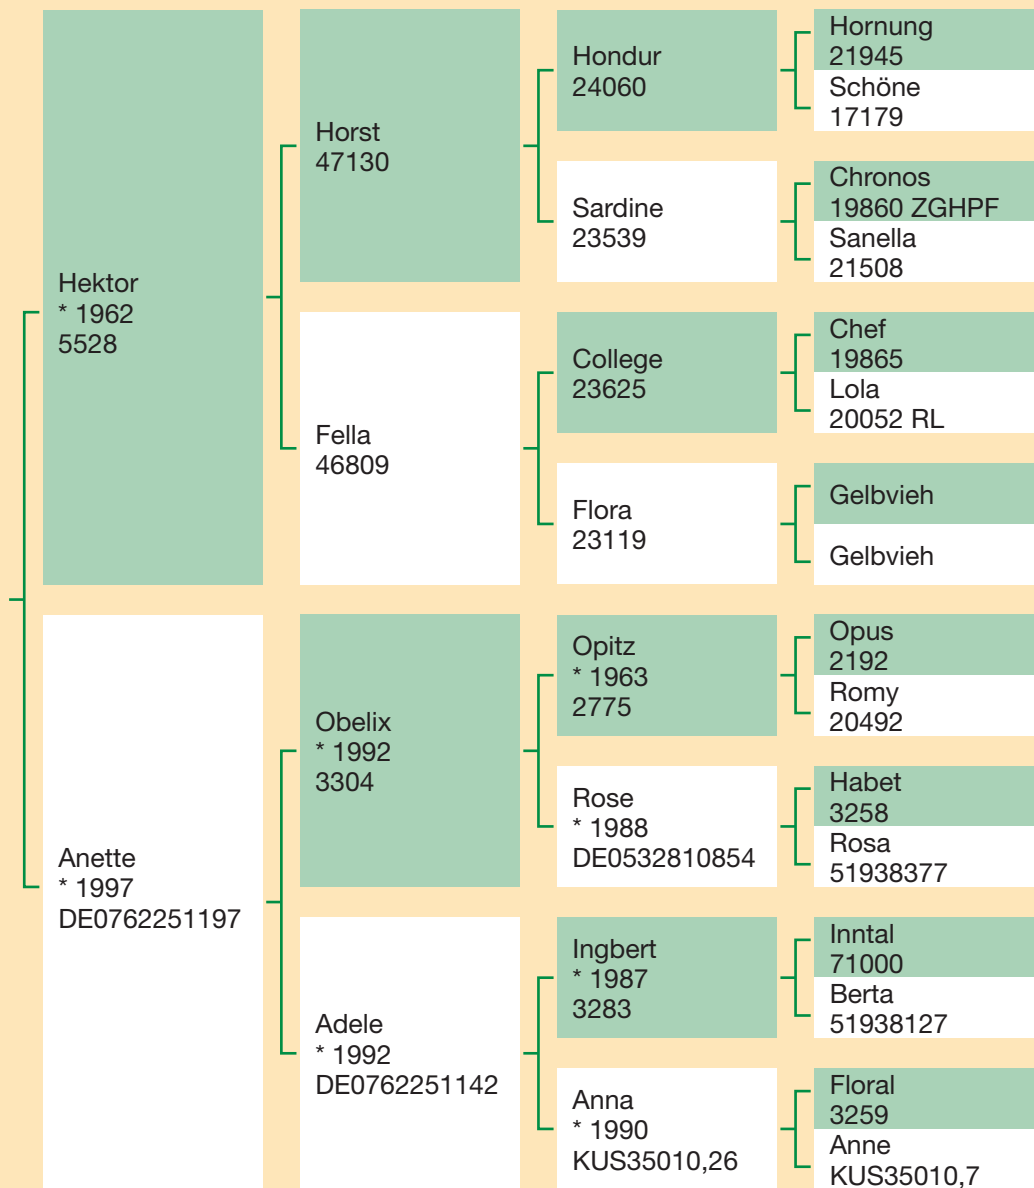 Hektor
* 1962
5528
Anette
* 1997
DE0762251197
Horst
47130
Fella
46809
Obelix
* 1992
3304
Adele
* 1992
DE0762251142
Hondur
24060
Sardine
23539
College
23625
Flora
23119
Opitz
* 1963
2775
Rose
* 1988
DE0532810854
Ingbert
* 1987
3283
Anna
* 1990
KUS35010,26
Hornung
21945
Schöne
17179
Chronos
19860 ZGHPF
Sanella
21508
Chef
19865
Lola
20052 RL
Gelbvieh
Gelbvieh
Opus
2192
Romy
20492
Habet
3258
Rosa
51938377
Inntal
71000
Berta
51938127
Floral
3259
Anne
KUS35010,7